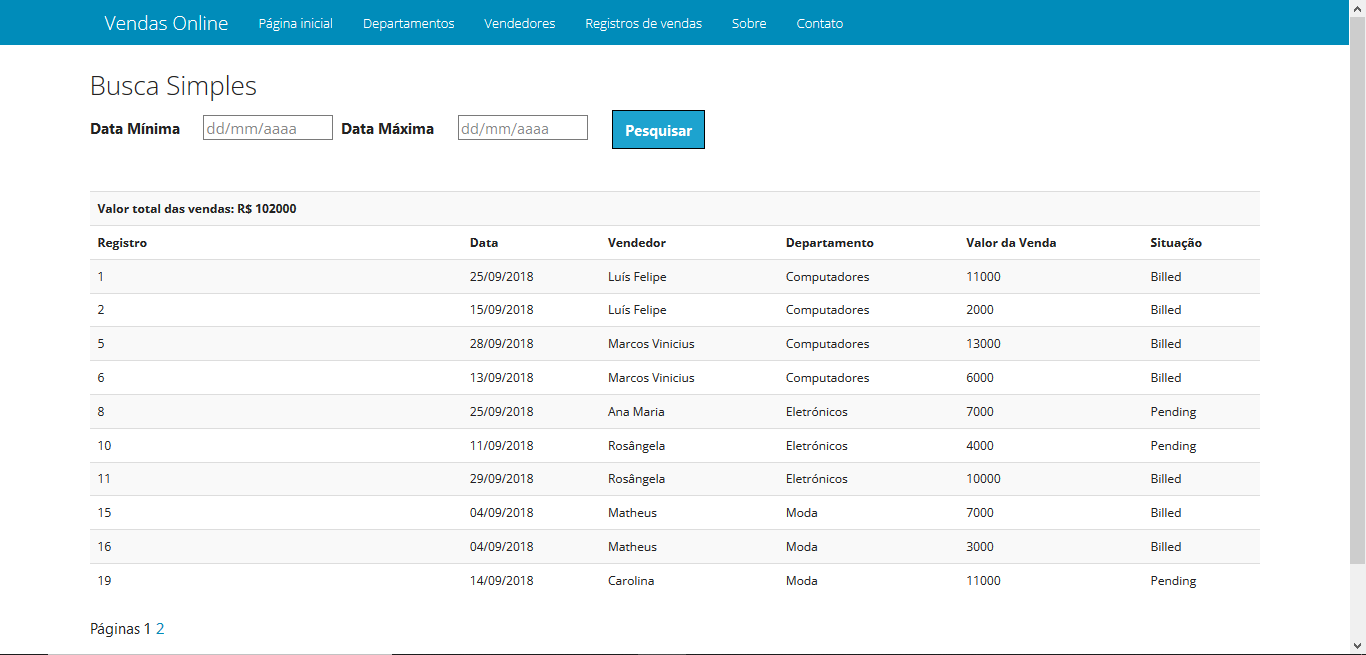 Vendas Online Página inicial Departamentos Vendedores Registros de vendas Sobre Contato
Busca Simples
Data Mínima dd/mm/aaaa Data Máxima dd/mm/aaaa Pesquisar
Valor total das vendas: R$ 102000
Registro Data Vendedor Departamento Valor da Venda Situação
1 25/09/2018 Luís Felipe Computadores 11000 Billed
2 15/09/2018 Luís Felipe Computadores 2000 Billed
5 28/09/2018 Marcos Vinicius Computadores 13000 Billed
6 13/09/2018 Marcos Vinicius Computadores 6000 Billed
8 25/09/2018 Ana Maria Eletrónicos 7000 Pending
10 11/09/2018 Rosângela Eletrónicos 4000 Pending
11 29/09/2018 Rosângela Eletrónicos 10000 Billed
15 04/09/2018 Matheus Moda 7000 Billed
16 04/09/2018 Matheus Moda 3000 Billed
19 14/09/2018 Carolina Moda 11000 Pending
Páginas 1 2